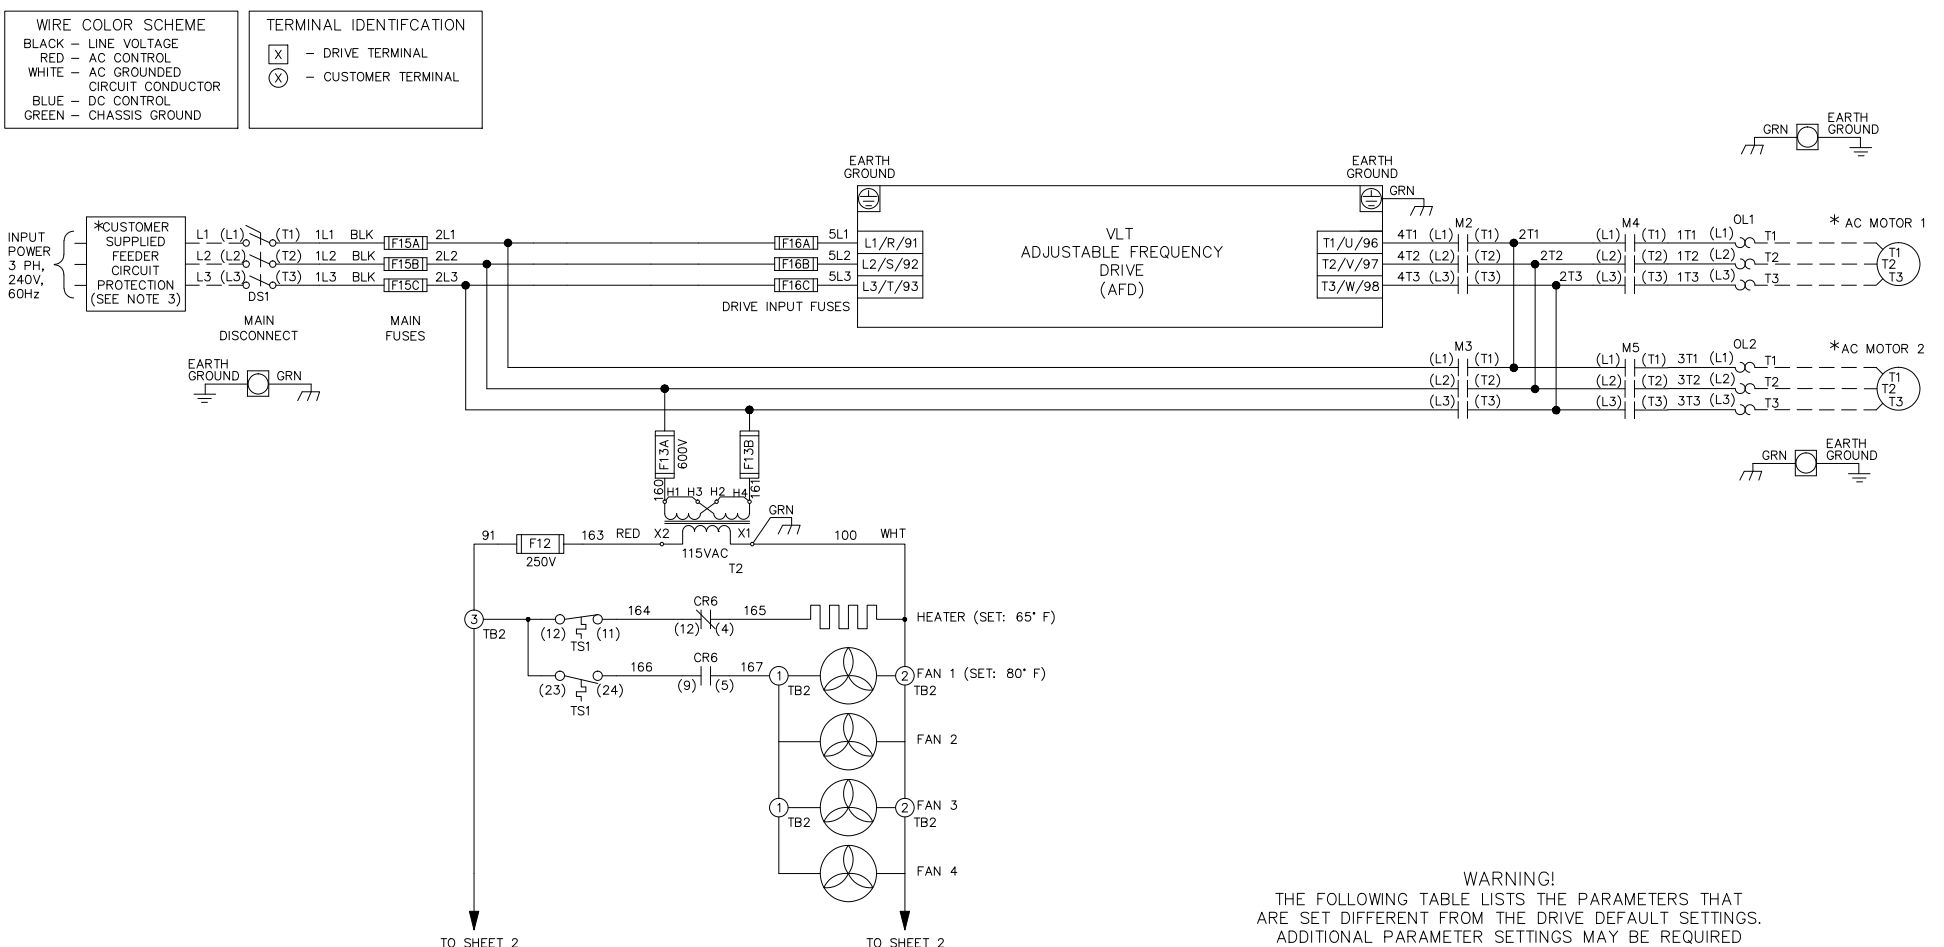 WIRE COLOR SCHEME
BLACK – LINE VOLTAGE
RED – AC CONTROL
WHITE – AC GROUNDED
CIRCUIT CONDUCTOR
BLUE – DC CONTROL
GREEN – CHASSIS GROUND
TERMINAL IDENTIFCATION
X – DRIVE TERMINAL
X – CUSTOMER TERMINAL
GRN
EARTH
GROUND
INPUT
POWER
3 PH,
240V,
60Hz
*CUSTOMER
SUPPLIED
FEEDER
CIRCUIT
PROTECTION
(SEE NOTE 3)
L1 (L1) (T1) 1L1 BLK F15A 2L1
L2 (L2) (T2) 1L2 BLK F15B 2L2
L3 (L3) (T3) 1L3 BLK F15C 2L3
DS1
MAIN
DISCONNECT
MAIN
FUSES
EARTH
GROUND
GRN
F16A 5L1
F16B 5L2
F16C 5L3
DRIVE INPUT FUSES
EARTH
GROUND
EARTH
GROUND
GRN
L1/R/91
L2/S/92
L3/T/93
VLT
ADJUSTABLE FREQUENCY
DRIVE
(AFD)
T1/U/96
T2/V/97
T3/W/98
M2
M4
OL1
* AC MOTOR 1
4T1 (L1) (T1) 2T1 (L1) (T1) 1T1 (L1) T1
4T2 (L2) (T2) 2T2 (L2) (T2) 1T2 (L2) T2
4T3 (L3) (T3) 2T3 (L3) (T3) 1T3 (L3) T3
T1
T2
T3
M3
M5
OL2
*AC MOTOR 2
(L1) (T1) (L1) (T1) 3T1 (L1) T1
(L2) (T2) (L2) (T2) 3T2 (L2) T2
(L3) (T3) (L3) (T3) 3T3 (L3) T3
T1
T2
T3
GRN
EARTH
GROUND
F13A
600V
F13B
160
161
H1 H3 H2 H4
GRN
91 F12 163 RED X2 X1 100 WHT
250V
115VAC
T2
3
TB2
(12) (11)
TS1
164
CR6
(12) (4)
165
HEATER (SET: 65° F)
(23) (24)
TS1
166
CR6
(9) (5)
167
1
TB2
2
TB2
FAN 1 (SET: 80° F)
FAN 2
1
TB2
2
TB2
FAN 3
FAN 4
TO SHEET 2
TO SHEET 2
WARNING!
THE FOLLOWING TABLE LISTS THE PARAMETERS THAT
ARE SET DIFFERENT FROM THE DRIVE DEFAULT SETTINGS.
ADDITIONAL PARAMETER SETTINGS MAY BE REQUIRED